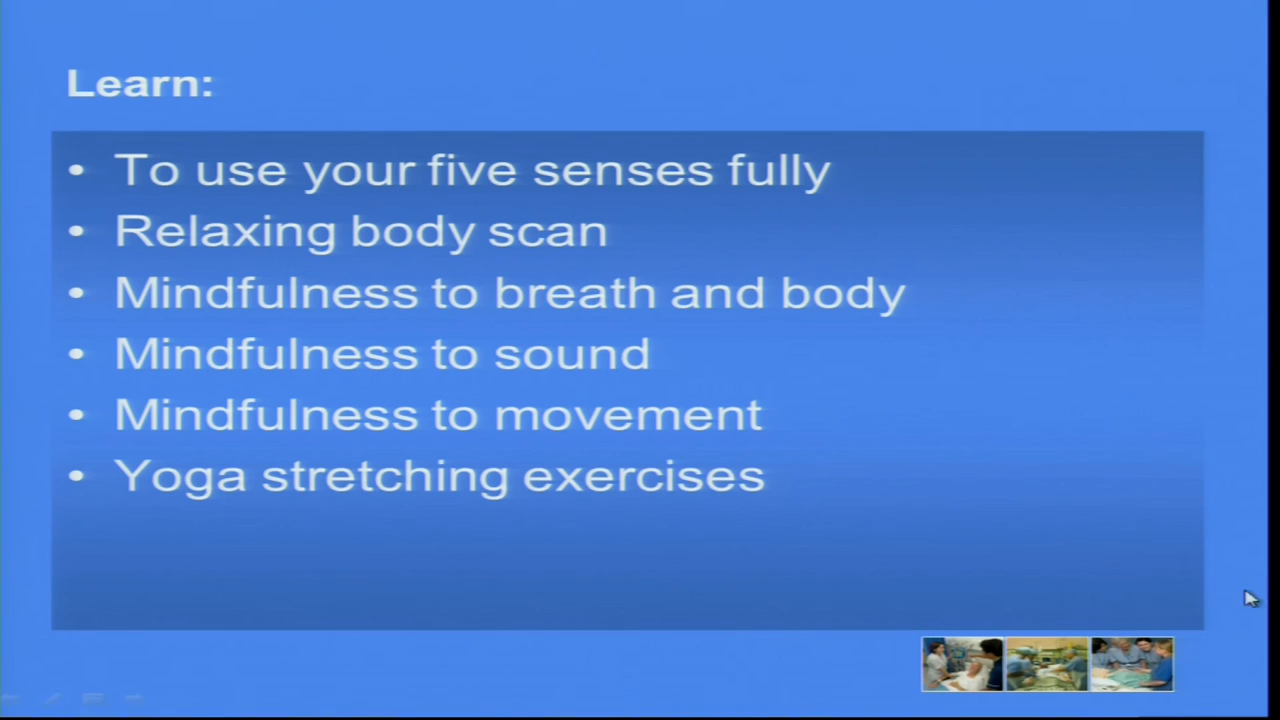 Learn:
• To use your five senses fully
• Relaxing body scan
• Mindfulness to breath and body
• Mindfulness to sound
• Mindfulness to movement
• Yoga stretching exercises